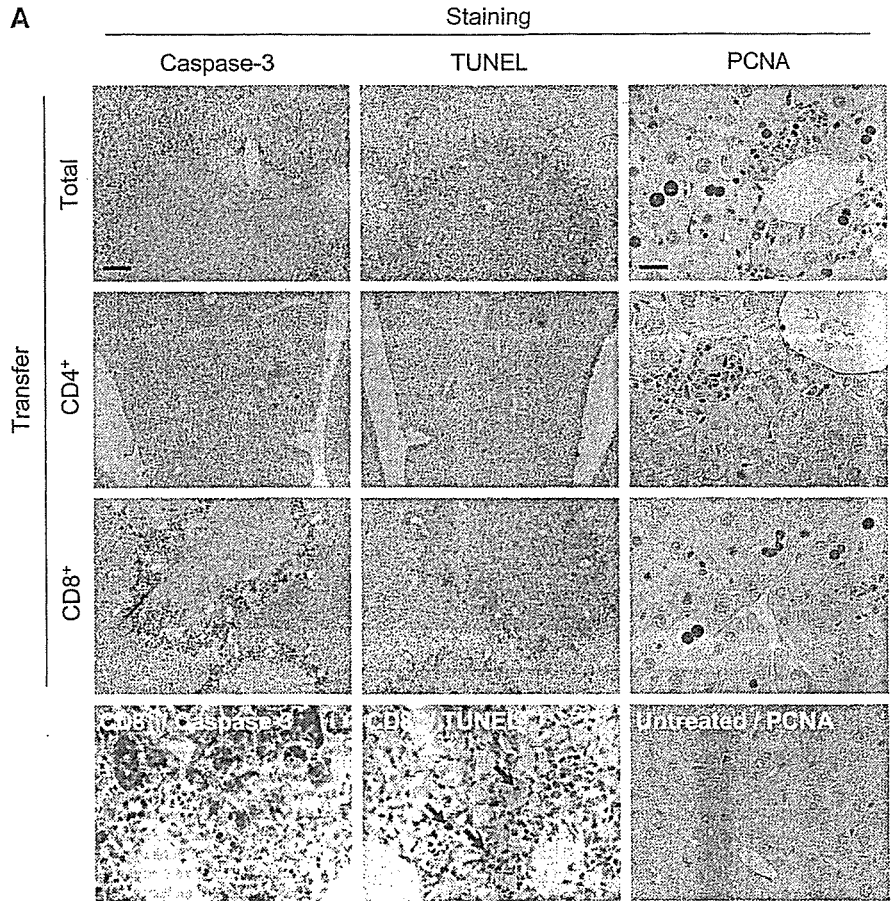 A
Staining
Caspase-3 TUNEL PCNA
Transfer
Total
CD4⁺
CD8⁺
CD8⁺ / Caspase-3
CD8⁺ / TUNEL
Untreated / PCNA